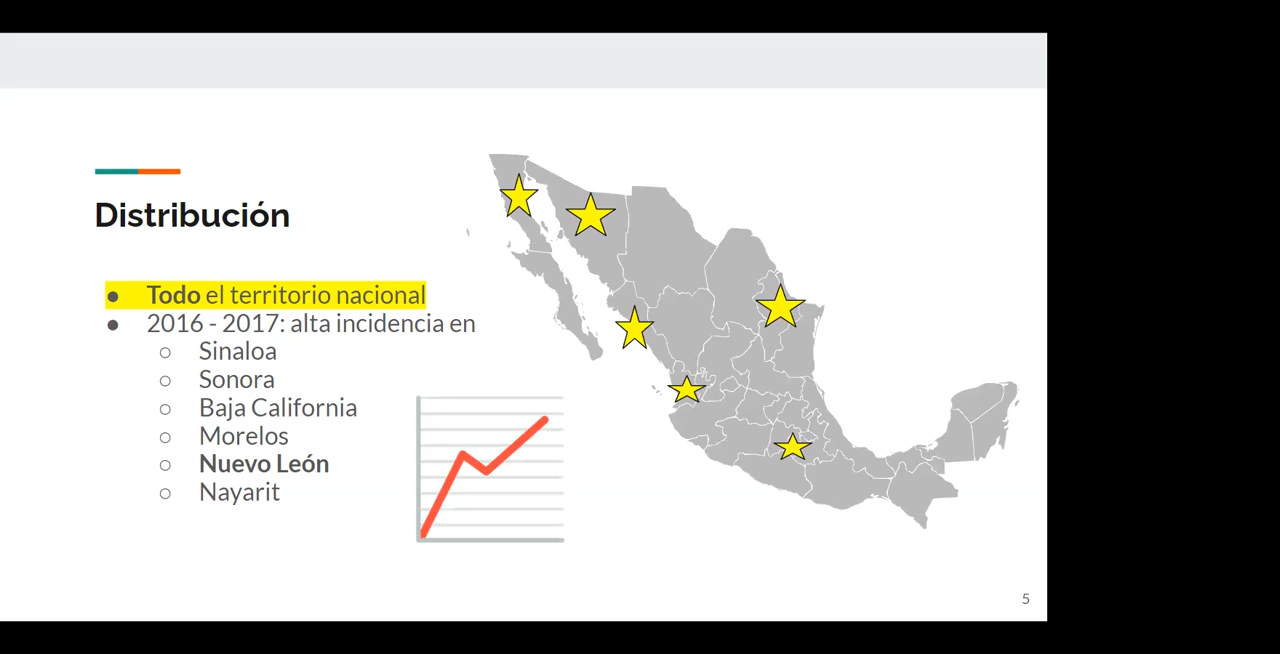 Distribución
● Todo el territorio nacional
● 2016 - 2017: alta incidencia en
○ Sinaloa
○ Sonora
○ Baja California
○ Morelos
○ Nuevo León
○ Nayarit
5